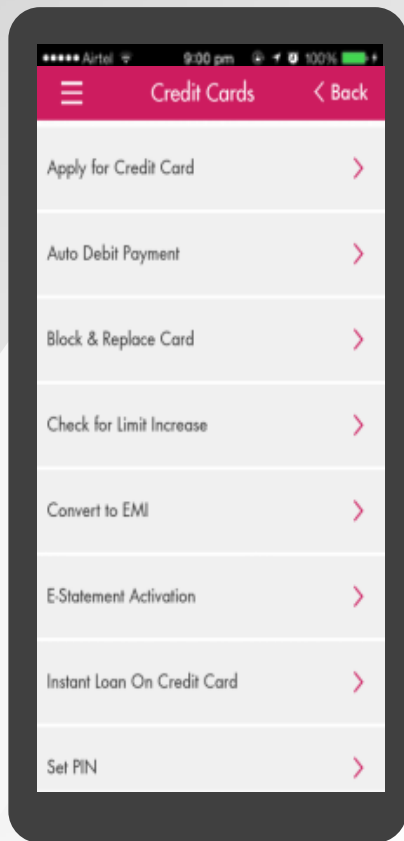 Airtel 9:00 pm 100%
Credit Cards Back
Apply for Credit Card
Auto Debit Payment
Block & Replace Card
Check for Limit Increase
Convert to EMI
E-Statement Activation
Instant Loan On Credit Card
Set PIN